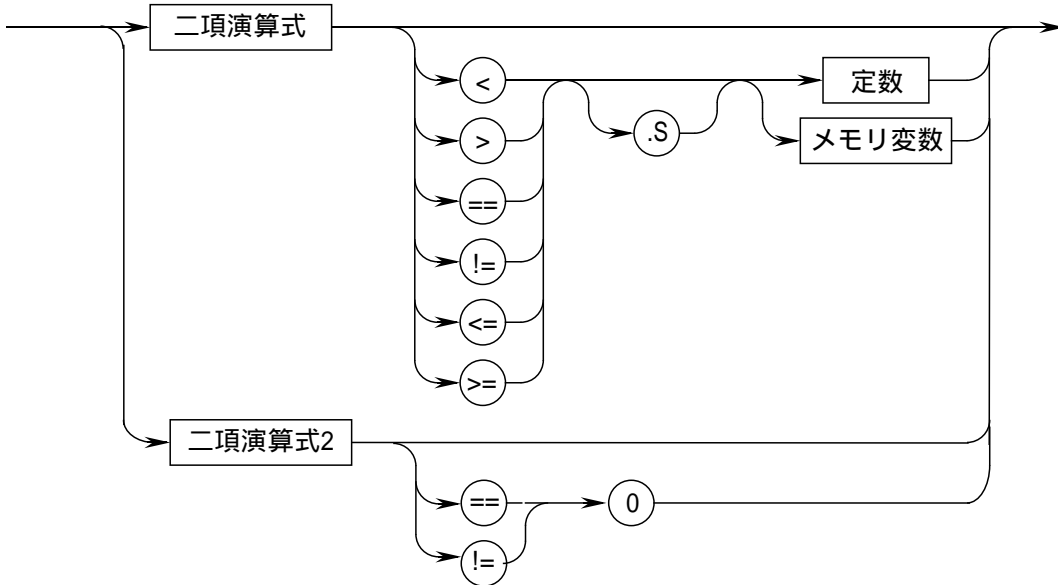 二項演算式
<
定数
>
.S
メモリ変数
==
!=
<=
>=
二項演算式2
==
0
!=